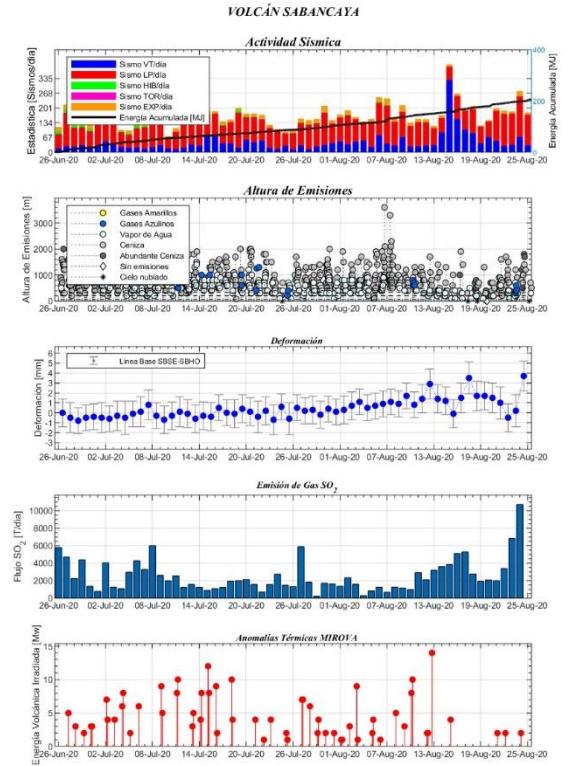 VOLCÁN SABANCAYA
Actividad Sísmica
Estadística [Sismos/día]
335
268
201
134
67
0
Sismo VT/día
Sismo LP/día
Sismo HIB/día
Sismo TOR/día
Sismo EXP/día
Energía Acumulada [MJ]
400
200
0
Energía Acumulada [MJ]
26-Jun-20 02-Jul-20 08-Jul-20 14-Jul-20 20-Jul-20 26-Jul-20 01-Aug-20 07-Aug-20 13-Aug-20 19-Aug-20 25-Aug-20
Altura de Emisiones
Altura de Emisiones [m]
3000
2000
1000
0
Gases Amarillos
Gases Azulinos
Vapor de Agua
Ceniza
Abundante Ceniza
Sin emisiones
Cielo nublado
26-Jun-20 02-Jul-20 08-Jul-20 14-Jul-20 20-Jul-20 26-Jul-20 01-Aug-20 07-Aug-20 13-Aug-20 19-Aug-20 25-Aug-20
Deformación
Deformación [mm]
6
5
4
3
2
1
0
-1
-2
-3
Línea Base SBSE-SBHO
26-Jun-20 02-Jul-20 08-Jul-20 14-Jul-20 20-Jul-20 26-Jul-20 01-Aug-20 07-Aug-20 13-Aug-20 19-Aug-20 25-Aug-20
Emisión de Gas SO2
Flujo SO2 [T/día]
10000
8000
6000
4000
2000
0
26-Jun-20 02-Jul-20 08-Jul-20 14-Jul-20 20-Jul-20 26-Jul-20 01-Aug-20 07-Aug-20 13-Aug-20 19-Aug-20 25-Aug-20
Anomalías Térmicas MIROVA
Energía Volcánica Irradiada [Mw]
15
10
5
0
26-Jun-20 02-Jul-20 08-Jul-20 14-Jul-20 20-Jul-20 26-Jul-20 01-Aug-20 07-Aug-20 13-Aug-20 19-Aug-20 25-Aug-20